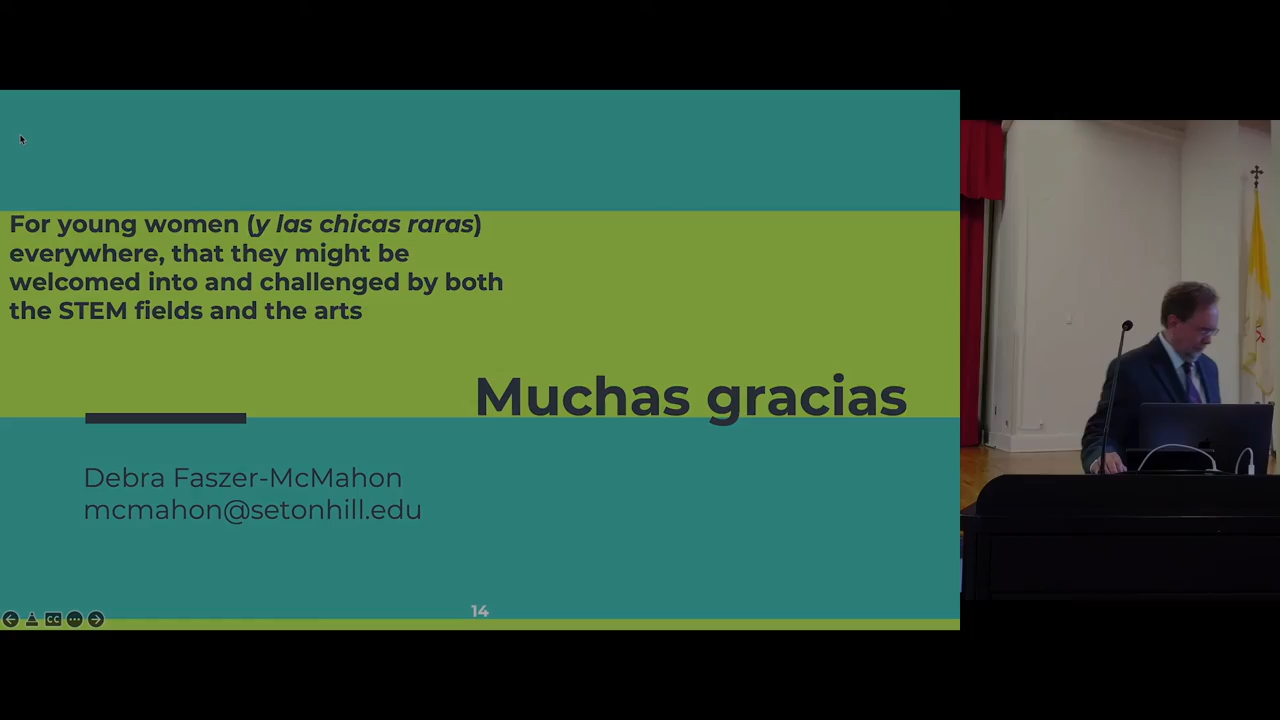 For young women (y las chicas raras)
everywhere, that they might be
welcomed into and challenged by both
the STEM fields and the arts
Muchas gracias
Debra Faszer-McMahon
mcmahon@setonhill.edu
CC
14